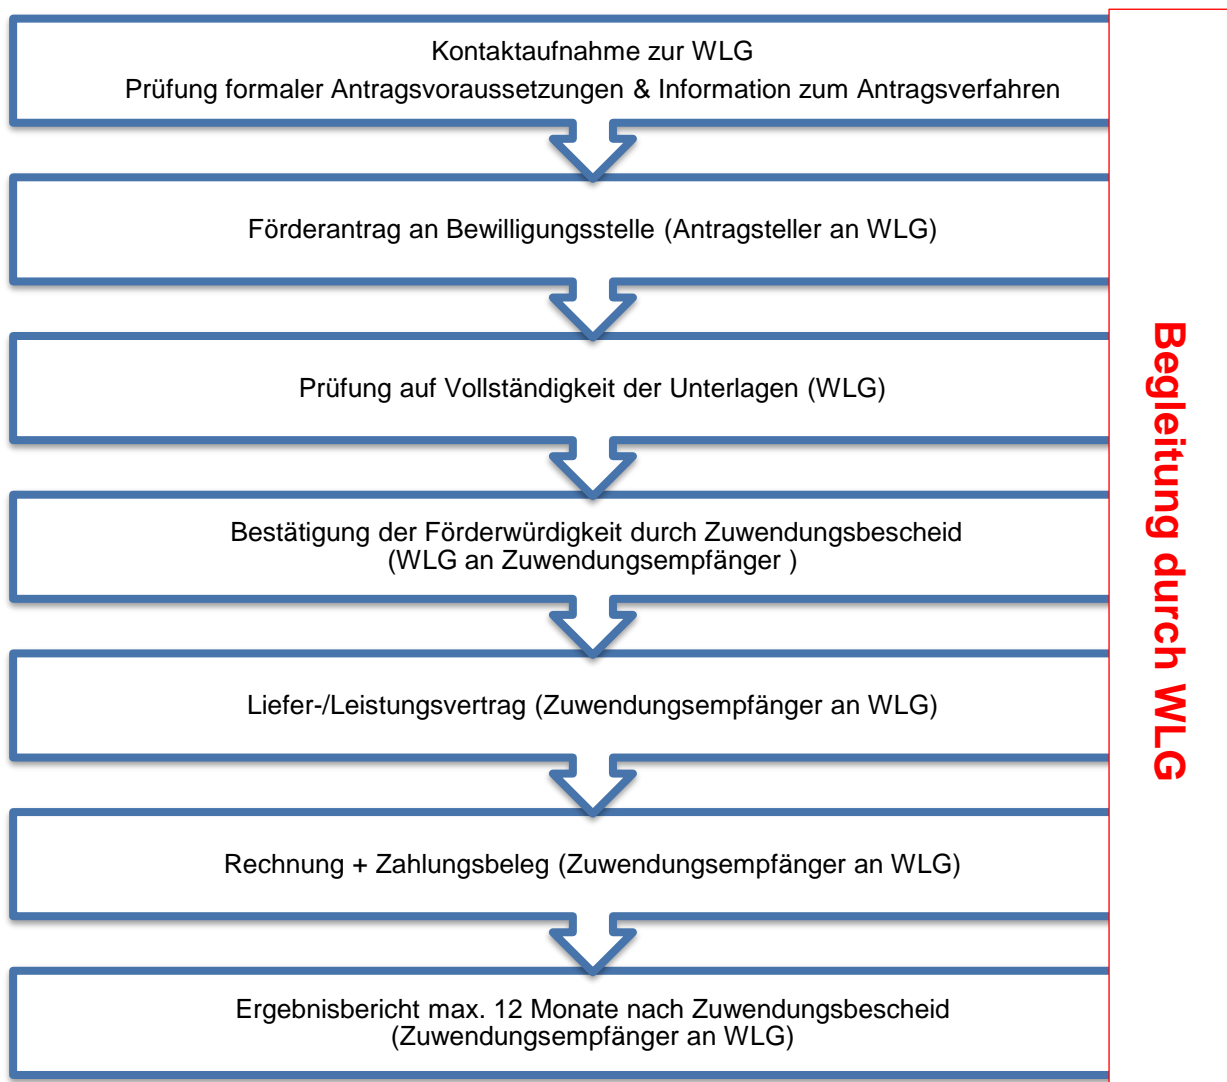 Kontaktaufnahme zur WLG
Prüfung formaler Antragsvoraussetzungen & Information zum Antragsverfahren
Förderantrag an Bewilligungsstelle (Antragsteller an WLG)
Prüfung auf Vollständigkeit der Unterlagen (WLG)
Bestätigung der Förderwürdigkeit durch Zuwendungsbescheid
(WLG an Zuwendungsempfänger )
Liefer-/Leistungsvertrag (Zuwendungsempfänger an WLG)
Rechnung + Zahlungsbeleg (Zuwendungsempfänger an WLG)
Ergebnisbericht max. 12 Monate nach Zuwendungsbescheid
(Zuwendungsempfänger an WLG)
Begleitung durch WLG